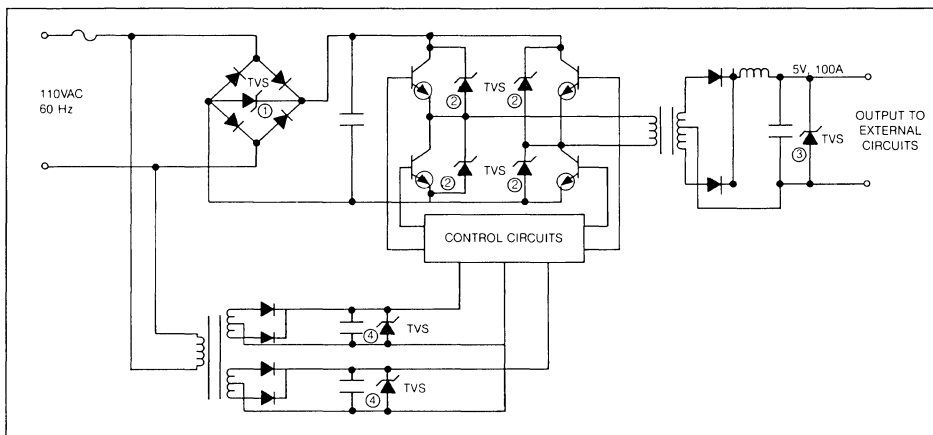 110VAC
60 Hz
TVS
①
②
TVS
②
②
TVS
②
CONTROL CIRCUITS
5V, 100A
TVS
③
OUTPUT TO
EXTERNAL
CIRCUITS
④
TVS
④
TVS